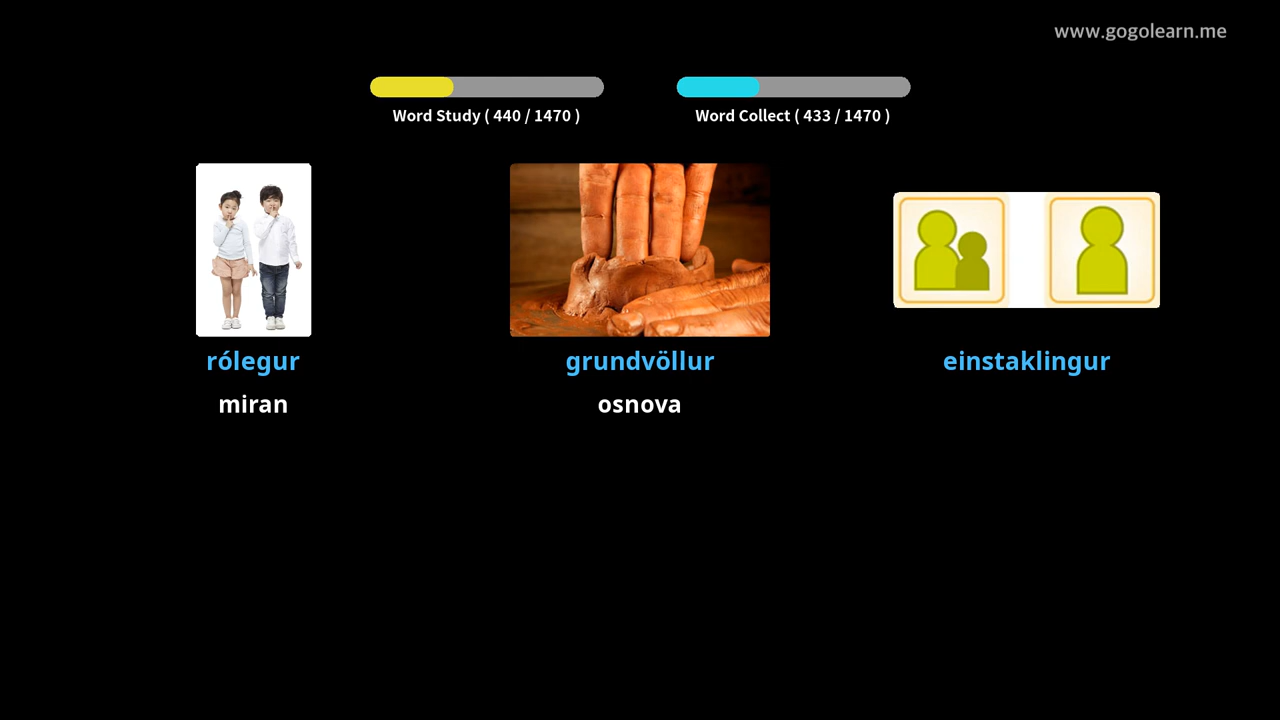 www.gogolearn.me
Word Study ( 440 / 1470 )
Word Collect ( 433 / 1470 )
rólegur
miran
grundvöllur
osnova
einstaklingur